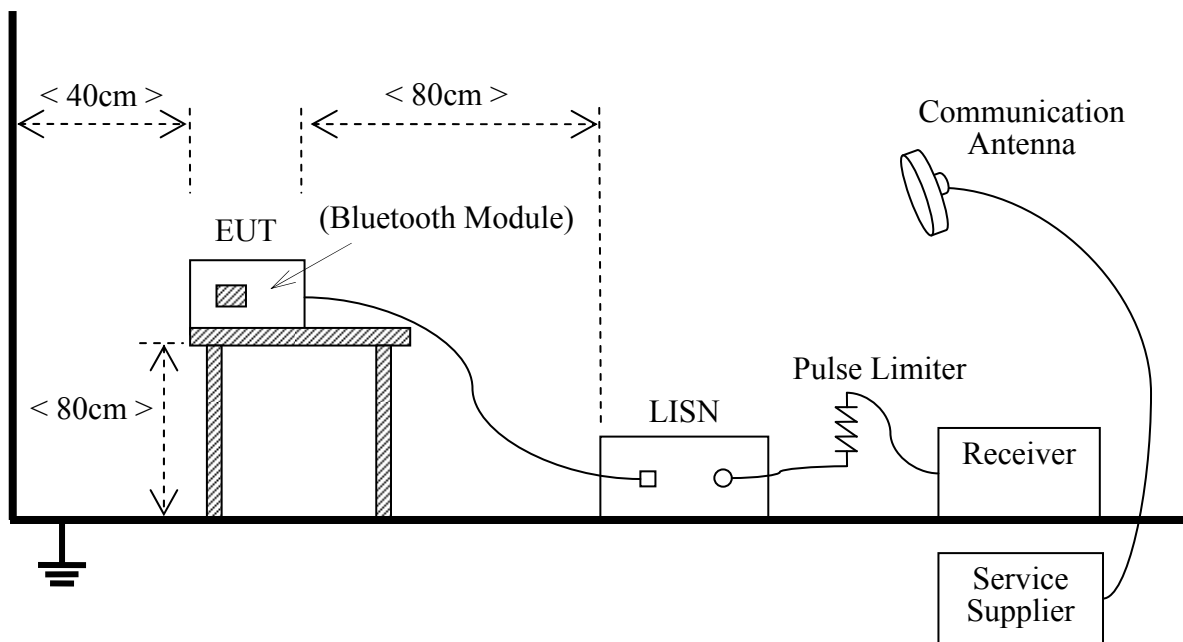 < 40cm >
< 80cm >
Communication
Antenna
(Bluetooth Module)
EUT
Pulse Limiter
< 80cm >
LISN
Receiver
Service
Supplier